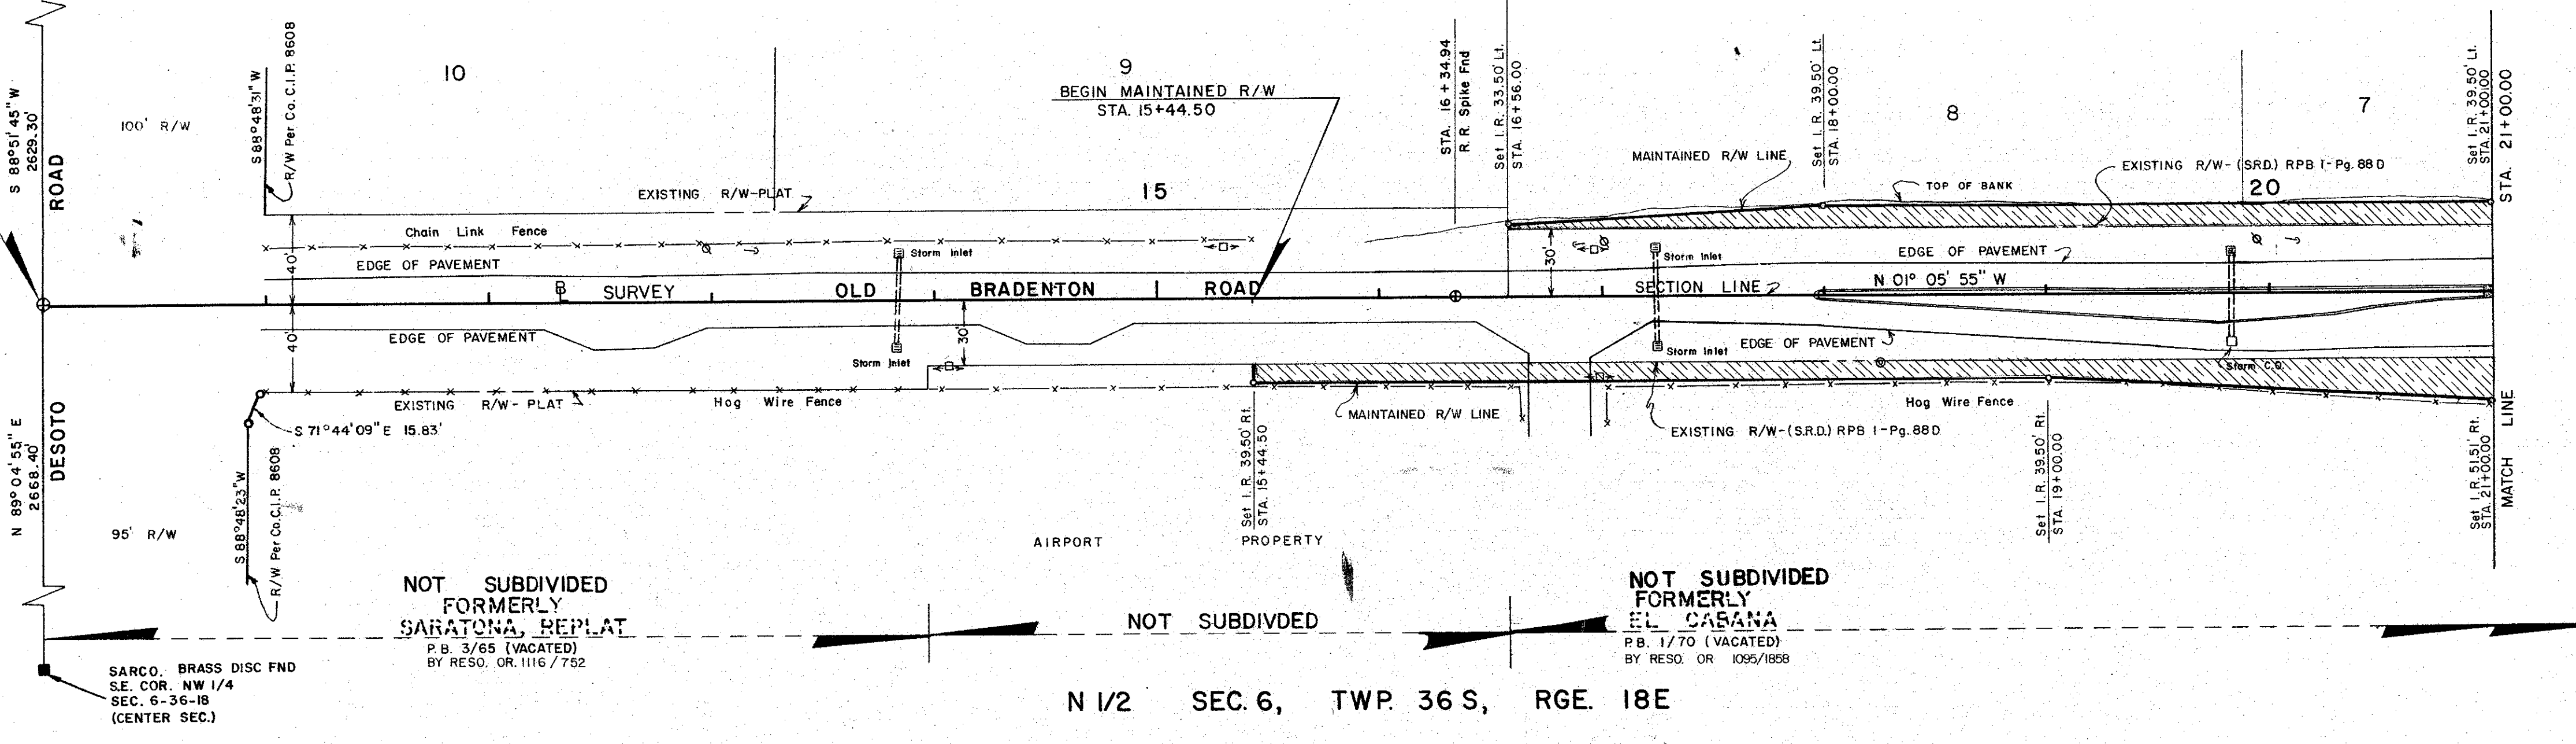 S 88°51'45" W
2629.30'
ROAD
100' R/W
S 88°48'31" W
R/W Per Co. C.I.P. 8608
10
9
BEGIN MAINTAINED R/W
STA. 15+44.50
STA. 16+34.94
R. R. Spike Fnd
Set I.R. 33.50' Lt.
STA. 16+56.00
Set I.R. 39.50' Lt.
STA. 18+00.00
8
7
Set I.R. 39.50' Lt.
STA. 21+00.00
STA. 21+00.00
MAINTAINED R/W LINE
EXISTING R/W-(S.R.D.) RPB 1-Pg. 88D
EXISTING R/W-PLAT
15
TOP OF BANK
20
Chain Link Fence
40'
EDGE OF PAVEMENT
Storm Inlet
30'
Storm Inlet
EDGE OF PAVEMENT
B SURVEY OLD BRADENTON ROAD
SECTION LINE
N 01° 05' 55" W
40'
EDGE OF PAVEMENT
30'
Storm Inlet
Storm Inlet
EDGE OF PAVEMENT
Storm C.O.
EXISTING R/W-PLAT
Hog Wire Fence
MAINTAINED R/W LINE
Hog Wire Fence
EXISTING R/W-(S.R.D.) RPB 1-Pg. 88D
S 71°44'09" E 15.83'
N 89° 04' 55" E
2668.40'
DESOTO
95' R/W
S 88°48'23" W
R/W Per Co. C.I.P. 8608
Set I.R. 39.50' Rt.
STA. 15+44.50
Set I.R. 39.50' Rt.
STA. 19+00.00
Set I.R. 51.51' Rt.
STA. 21+00.00
MATCH LINE
AIRPORT PROPERTY
NOT SUBDIVIDED
FORMERLY
SARATONA, REPLAT
P.B. 3/65 (VACATED)
BY RESO. OR. 1116/752
NOT SUBDIVDED
NOT SUBDIVIDED
FORMERLY
EL CABANA
P.B. 1/70 (VACATED)
BY RESO. OR 1095/1858
SARCO. BRASS DISC FND
S.E. COR. NW 1/4
SEC. 6-36-18
(CENTER SEC.)
N 1/2 SEC. 6, TWP. 36 S, RGE. 18E